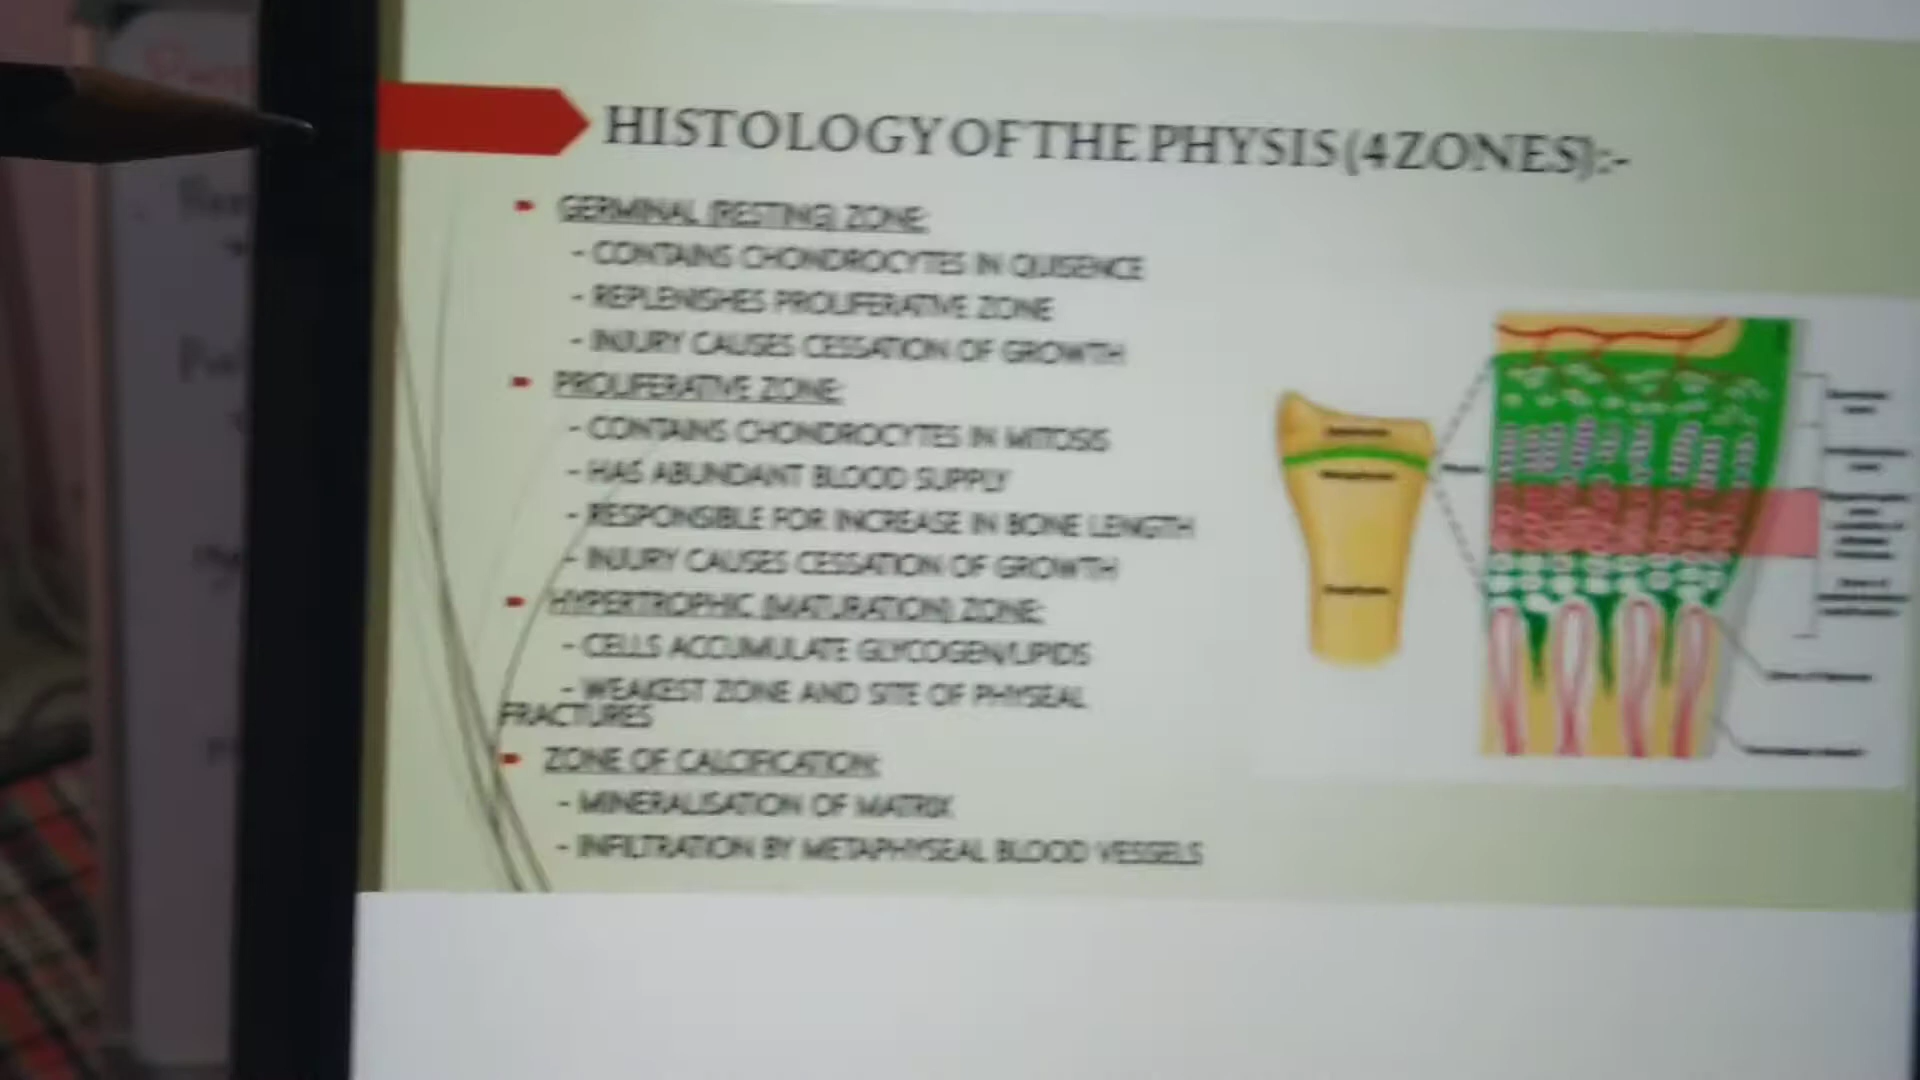 HISTOLOGY OF THE PHYSIS (4 ZONES):-
GERMINAL (RESTING) ZONE:
- CONTAINS CHONDROCYTES IN QUISENCE
- REPLENISHES PROLIFERATIVE ZONE
- INJURY CAUSES CESSATION OF GROWTH
PROLIFERATIVE ZONE:
- CONTAINS CHONDROCYTES IN MITOSIS
- HAS ABUNDANT BLOOD SUPPLY
- RESPONSIBLE FOR INCREASE IN BONE LENGTH
- INJURY CAUSES CESSATION OF GROWTH
HYPERTROPHIC (MATURATION) ZONE:
- CELLS ACCUMULATE GLYCOGEN/LIPIDS
- WEAKEST ZONE AND SITE OF PHYSEAL
FRACTURES
ZONE OF CALCIFICATION:
- MINERALISATION OF MATRIX
- INFILTRATION BY METAPHYSEAL BLOOD VESSELS